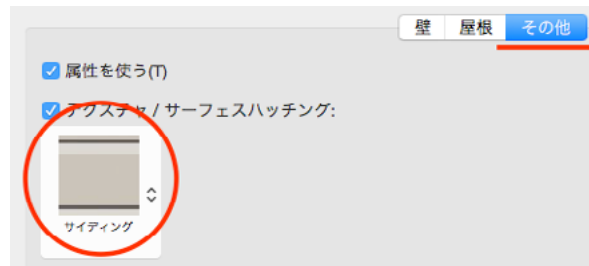 壁 屋根 その他
属性を使う(T)
テクスチャ / サーフェスハッチング:
サイディング